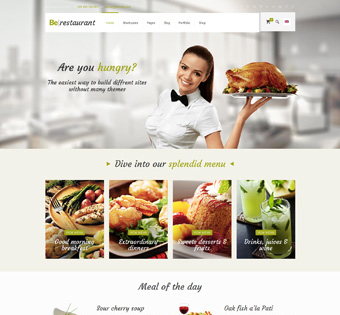 Be|restaurant
Home
Pages
Blog
Portfolio
Shop
Are you hungry?
The easiest way to build diffrent sites
without many themes
Dive into our splendid menu
Good morning
breakfast
Extraordinary
dinners
Sweets desserts &
fruits
Drinks, juices &
wine
Meal of the day
Sour cherry soup
Oak fish a'la Pati